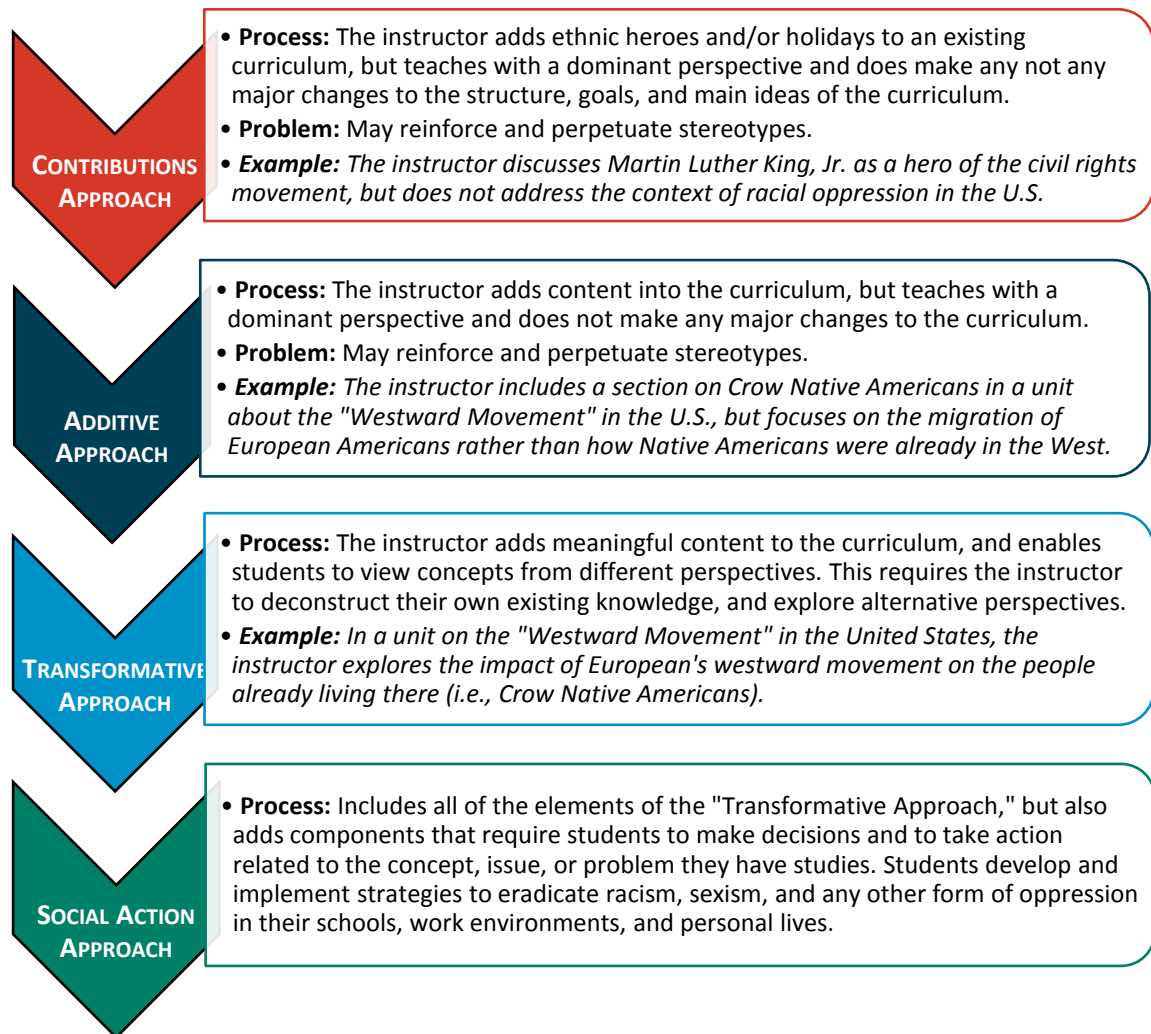 • Process: The instructor adds ethnic heroes and/or holidays to an existing
curriculum, but teaches with a dominant perspective and does make any not any
major changes to the structure, goals, and main ideas of the curriculum.
• Problem: May reinforce and perpetuate stereotypes.
• Example: The instructor discusses Martin Luther King, Jr. as a hero of the civil rights
movement, but does not address the context of racial oppression in the U.S.
CONTRIBUTIONS
APPROACH
• Process: The instructor adds content into the curriculum, but teaches with a
dominant perspective and does not make any major changes to the curriculum.
• Problem: May reinforce and perpetuate stereotypes.
• Example: The instructor includes a section on Crow Native Americans in a unit
about the "Westward Movement" in the U.S., but focuses on the migration of
European Americans rather than how Native Americans were already in the West.
ADDITIVE
APPROACH
• Process: The instructor adds meaningful content to the curriculum, and enables
students to view concepts from different perspectives. This requires the instructor
to deconstruct their own existing knowledge, and explore alternative perspectives.
• Example: In a unit on the "Westward Movement" in the United States, the
instructor explores the impact of European's westward movement on the people
already living there (i.e., Crow Native Americans).
TRANSFORMATIVE
APPROACH
• Process: Includes all of the elements of the "Transformative Approach," but also
adds components that require students to make decisions and to take action
related to the concept, issue, or problem they have studies. Students develop and
implement strategies to eradicate racism, sexism, and any other form of oppression
in their schools, work environments, and personal lives.
SOCIAL ACTION
APPROACH